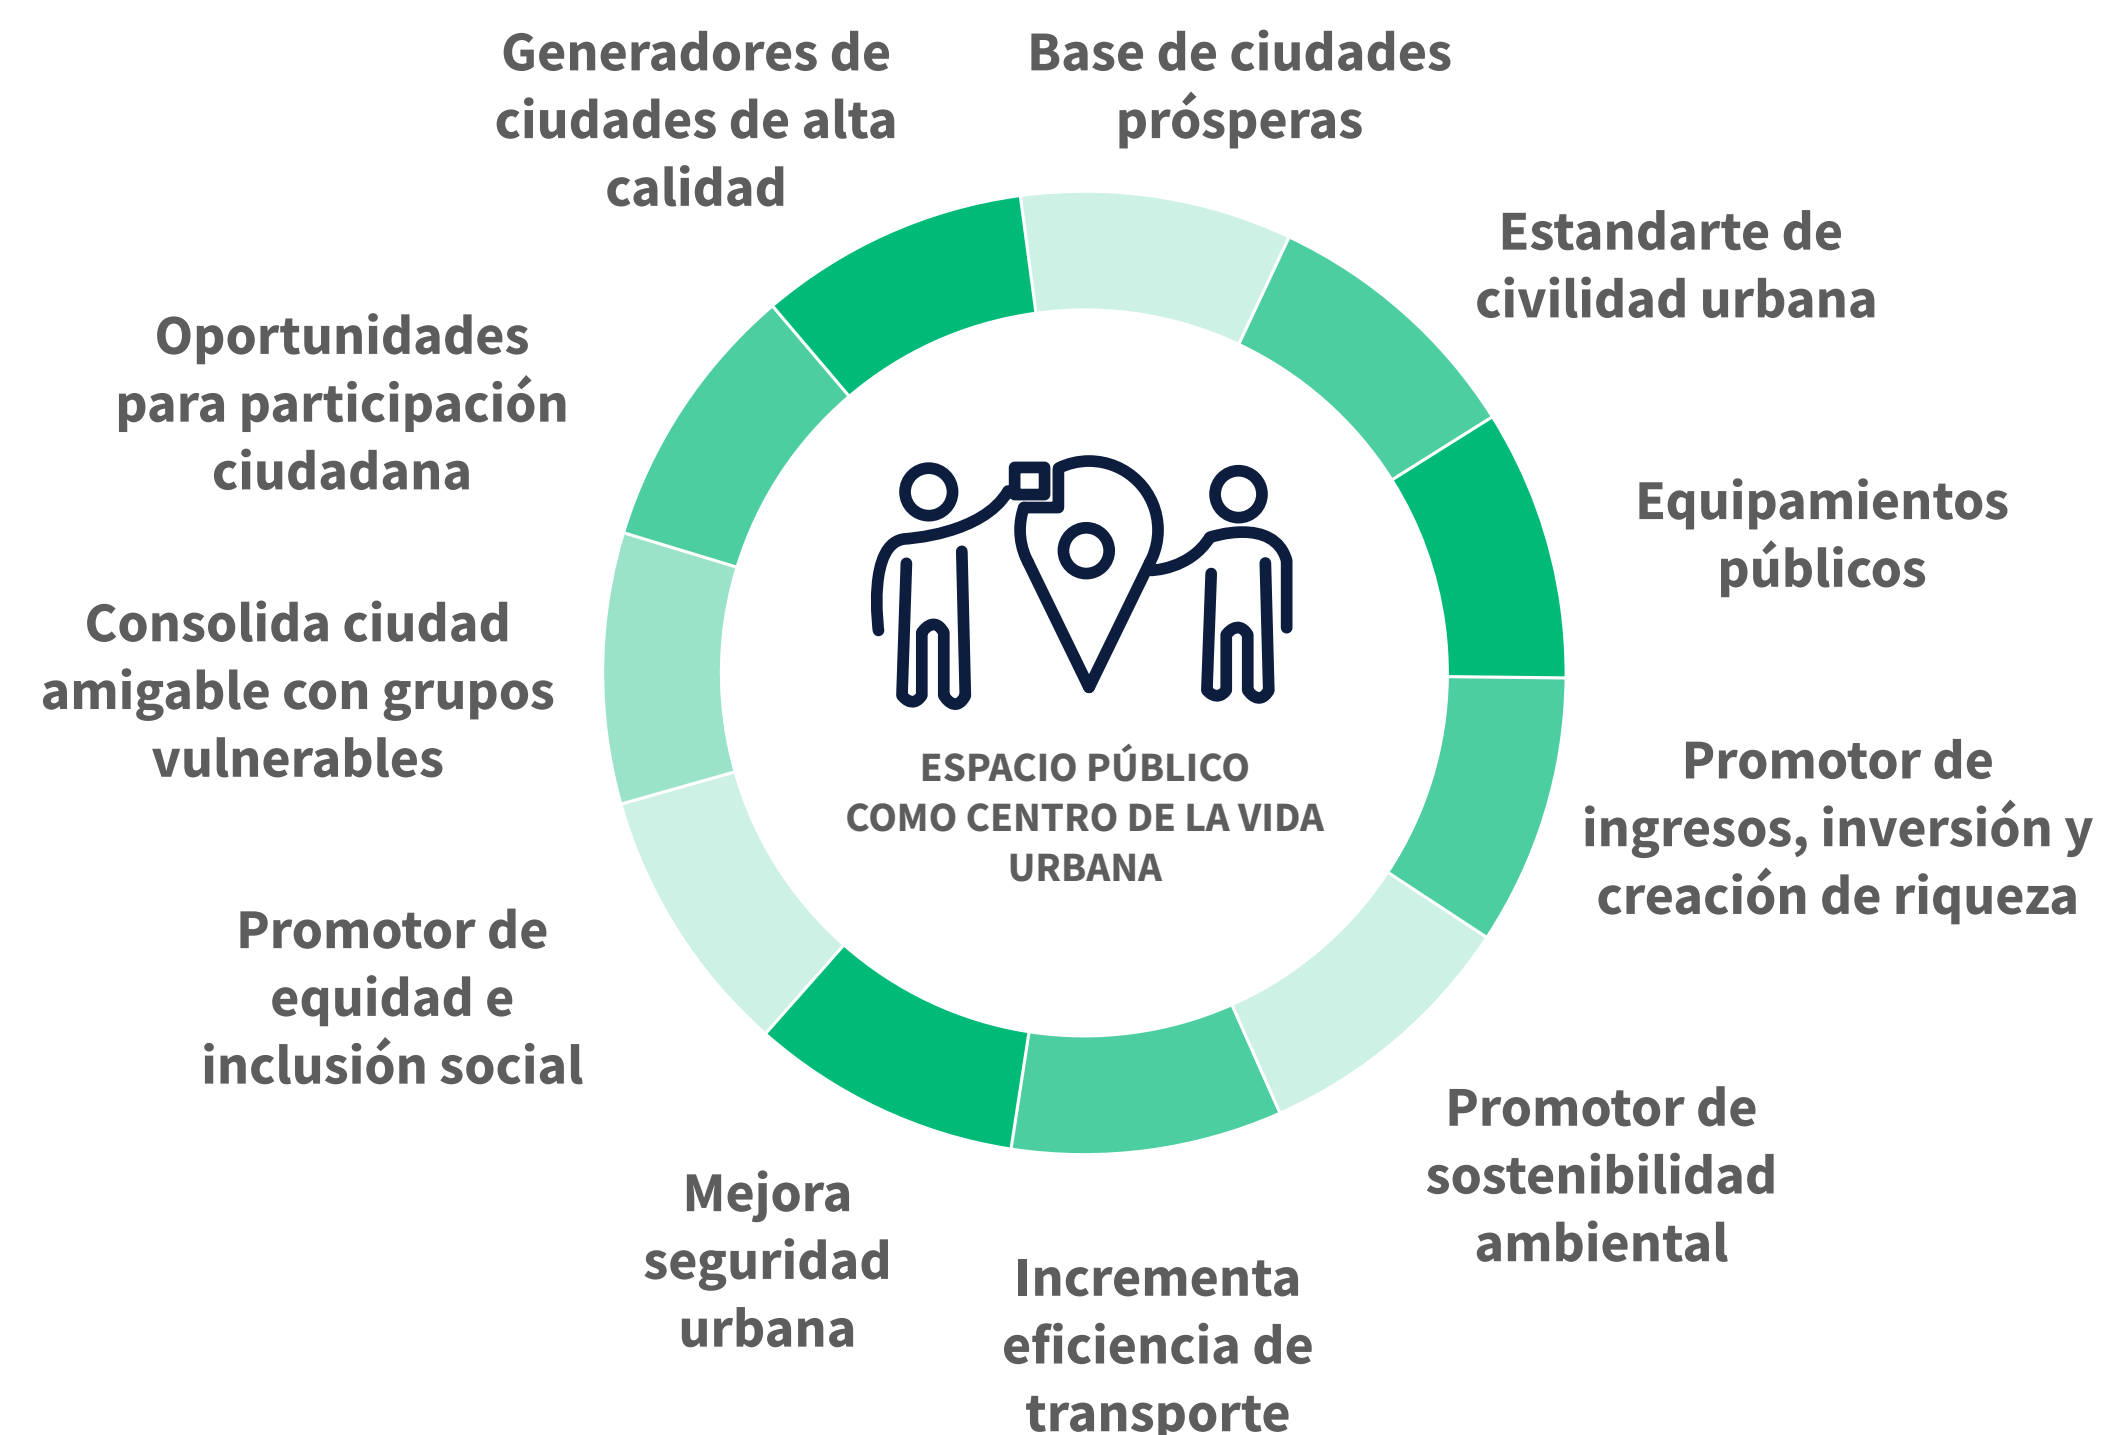 Generadores de
ciudades de alta
calidad
Base de ciudades
prósperas
Estandarte de
civilidad urbana
Equipamientos
públicos
Promotor de
ingresos, inversión y
creación de riqueza
Promotor de
sostenibilidad
ambiental
Incrementa
eficiencia de
transporte
Mejora
seguridad
urbana
Promotor de
equidad e
inclusión social
Consolida ciudad
amigable con grupos
vulnerables
Oportunidades
para participación
ciudadana
ESPACIO PÚBLICO
COMO CENTRO DE LA VIDA
URBANA